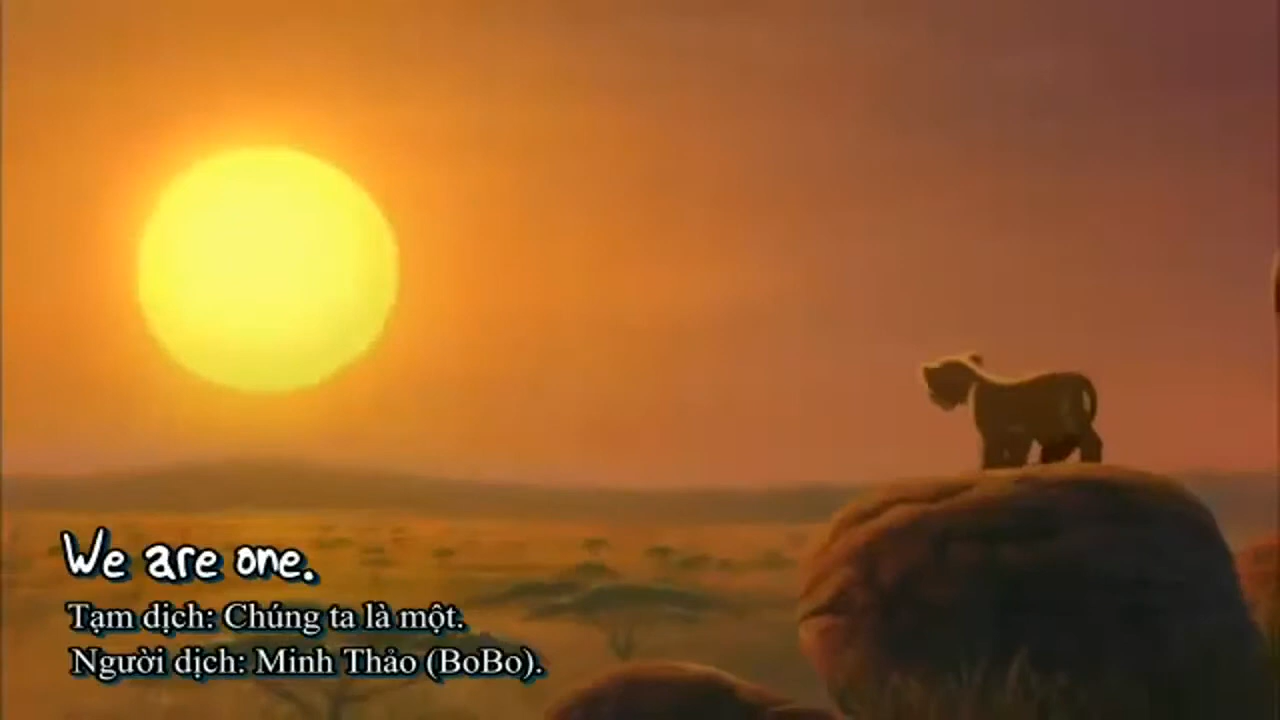 We are one.
Tạm dịch: Chúng ta là một.
Người dịch: Minh Thảo (BoBo).